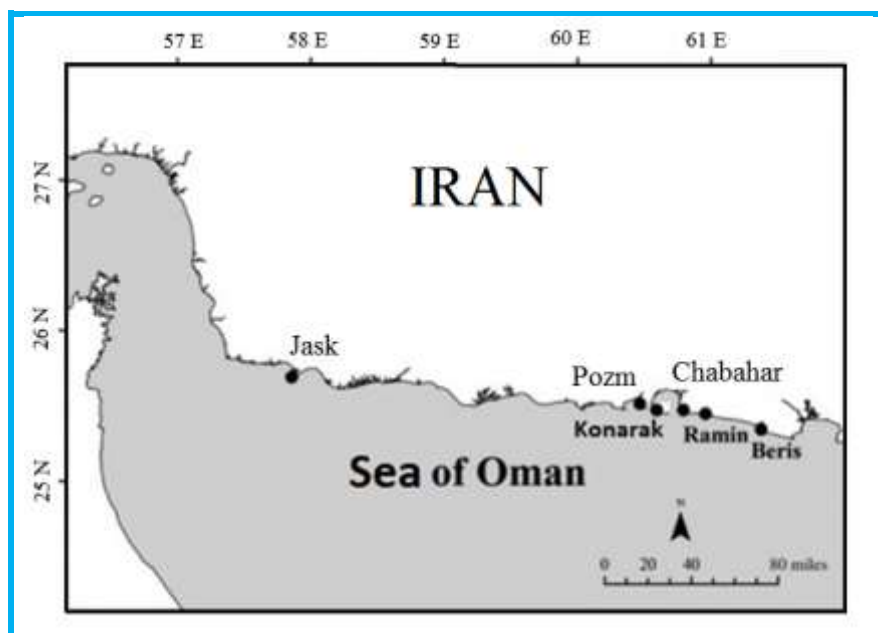 57 E 58 E 59 E 60 E 61 E
27 N
IRAN
26 N
Jask
Pozm Chabahar
Konarak Ramin
Beris
Sea of Oman
25 N
N
0 20 40 80 miles